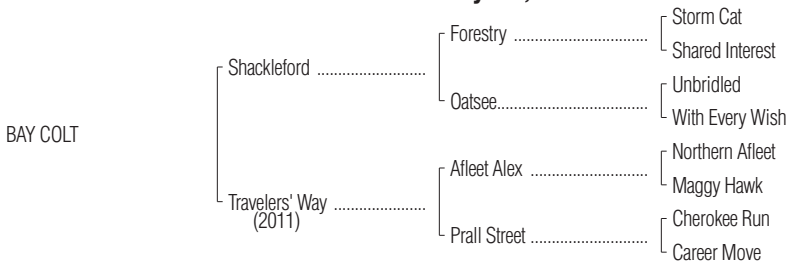 Storm Cat
Forestry ..............................
Shared Interest
Shackleford .........................
Unbridled
Oatsee..................................
With Every Wish
BAY COLT
Northern Afleet
Afleet Alex ...........................
Maggy Hawk
Travelers' Way .....................
(2011)
Cherokee Run
Prall Street ...........................
Career Move